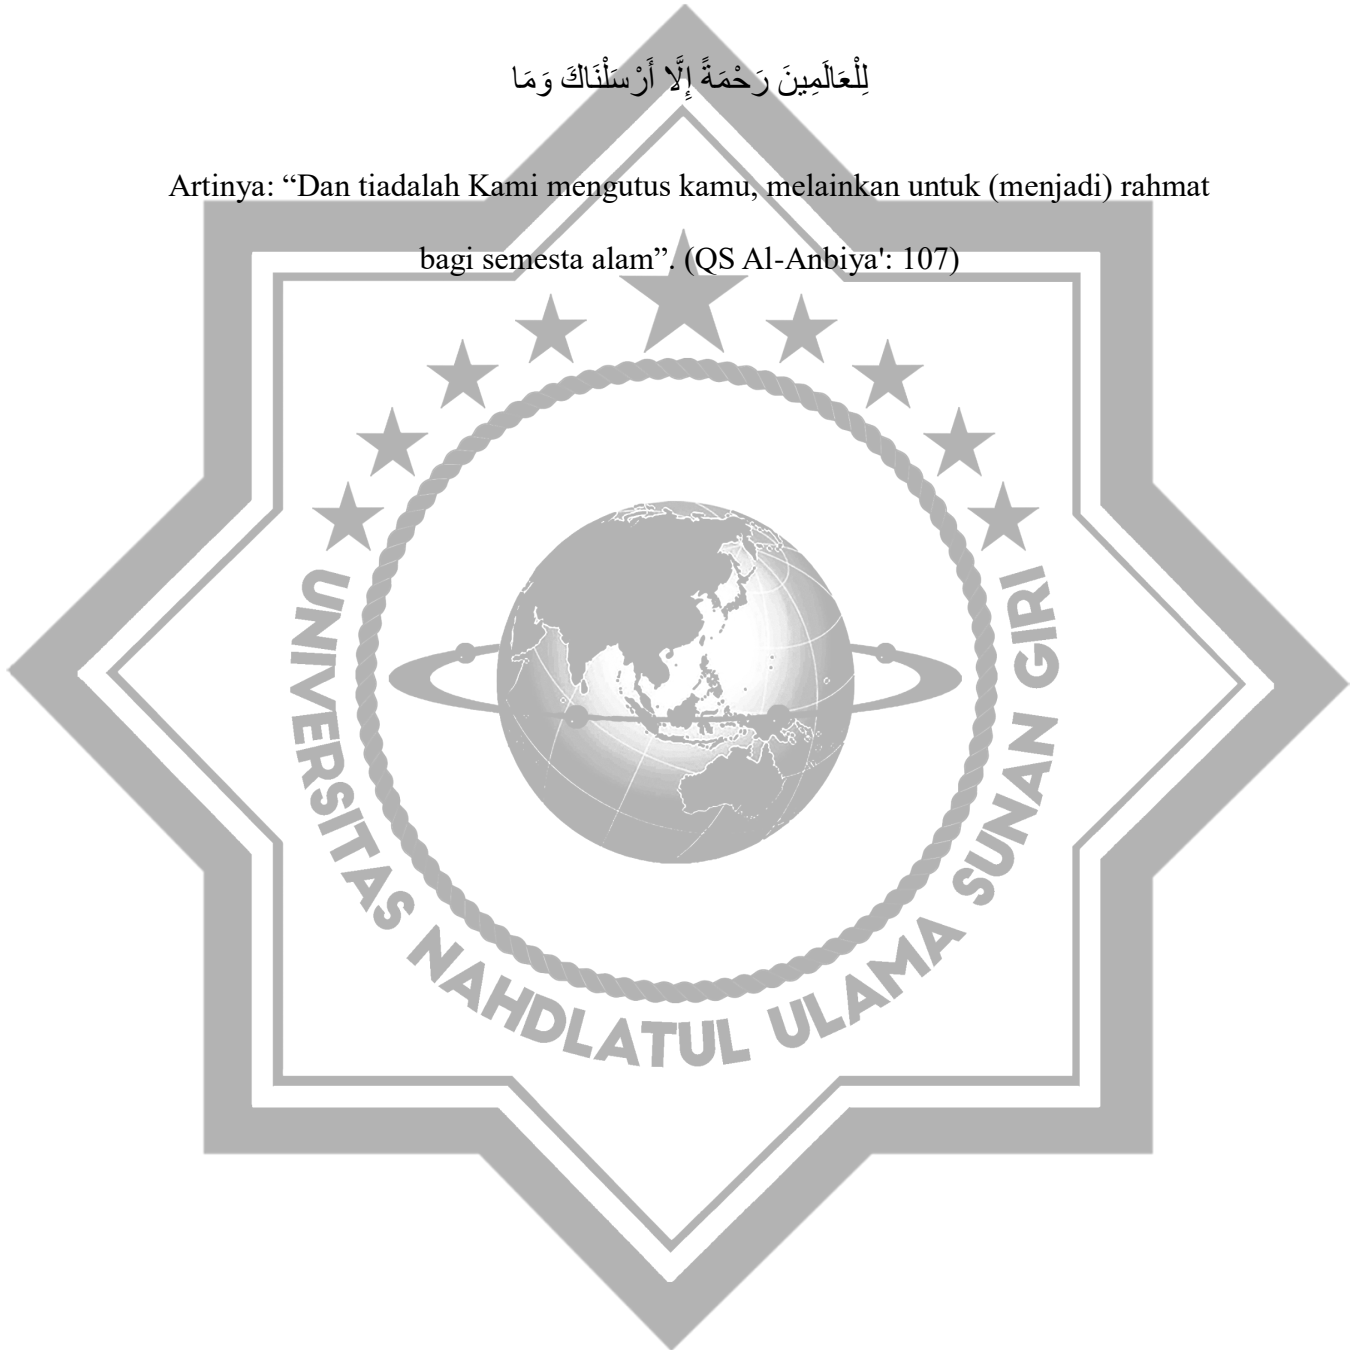 لِلْعَالَمِينَ رَحْمَةً إِلَّا أَرْسَلْنَاكَ وَمَا
Artinya: “Dan tiadalah Kami mengutus kamu, melainkan untuk (menjadi) rahmat
bagi semesta alam”. (QS Al-Anbiya': 107)
UNIVERSITAS NAHDLATUL ULAMA SUNAN GIRI